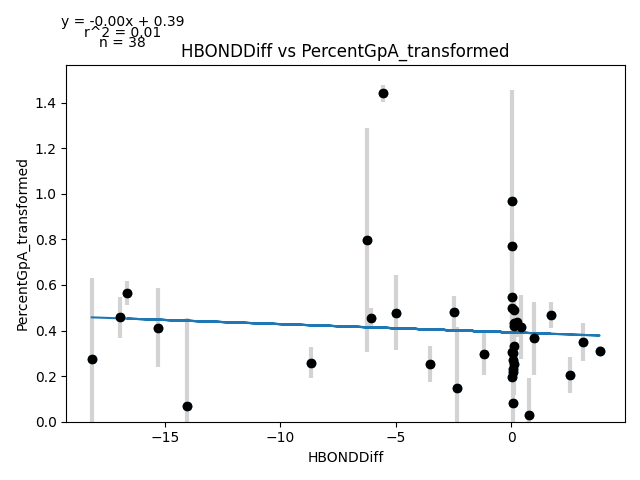 y = -0.00x + 0.39
r^2 = 0.01
n = 38
HBONDDiff vs PercentGpA_transformed
PercentGpA_transformed
1.4
1.2
1.0
0.8
0.6
0.4
0.2
0.0
−15
−10
−5
0
HBONDDiff